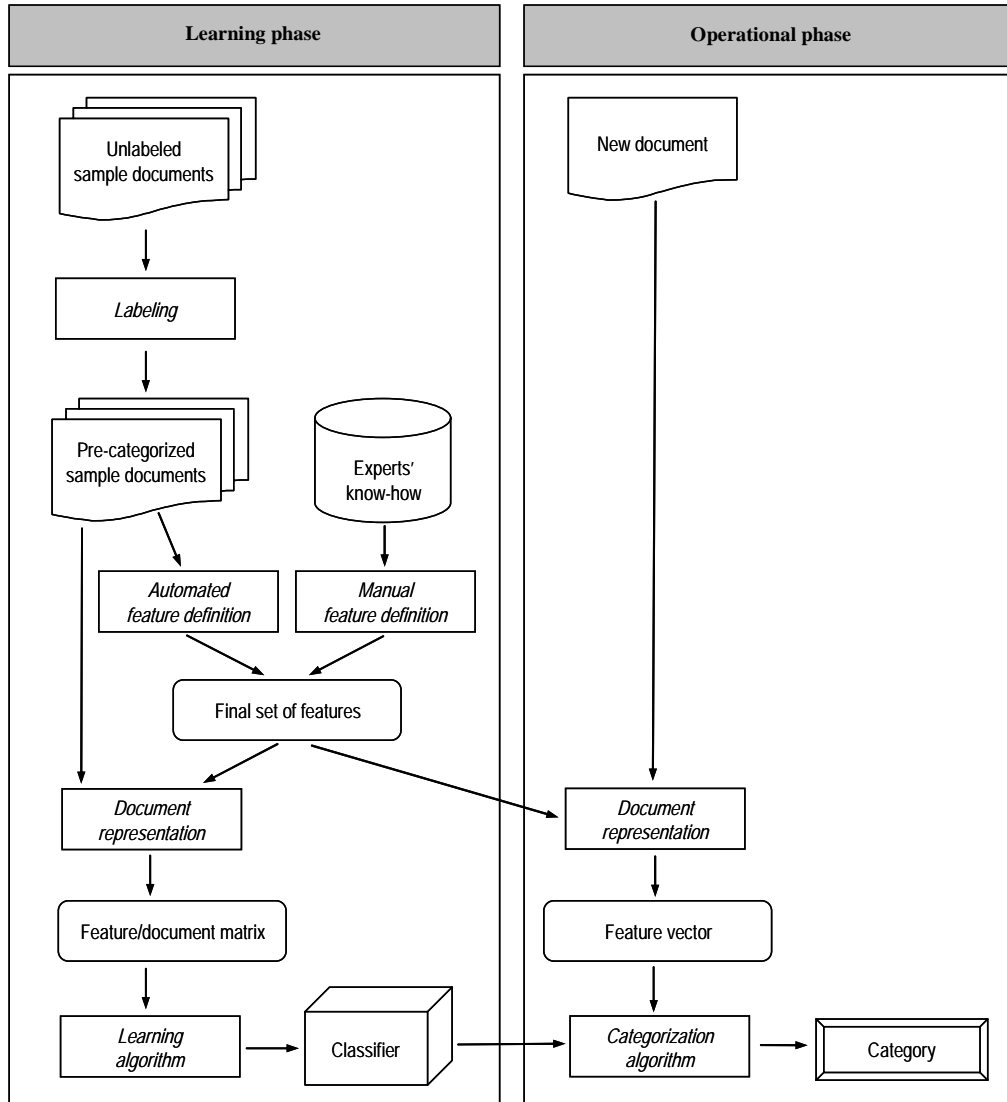 Learning phase
Operational phase
Unlabeled
sample documents
New document
Labeling
Pre-categorized
sample documents
Experts'
know-how
Automated
feature definition
Manual
feature definition
Final set of features
Document
representation
Document
representation
Feature/document matrix
Feature vector
Learning
algorithm
Classifier
Categorization
algorithm
Category